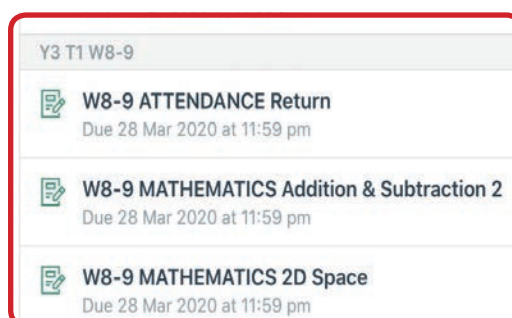 Y3 T1 W8-9
W8-9 ATTENDANCE Return
Due 28 Mar 2020 at 11:59 pm
W8-9 MATHEMATICS Addition & Subtraction 2
Due 28 Mar 2020 at 11:59 pm
W8-9 MATHEMATICS 2D Space
Due 28 Mar 2020 at 11:59 pm